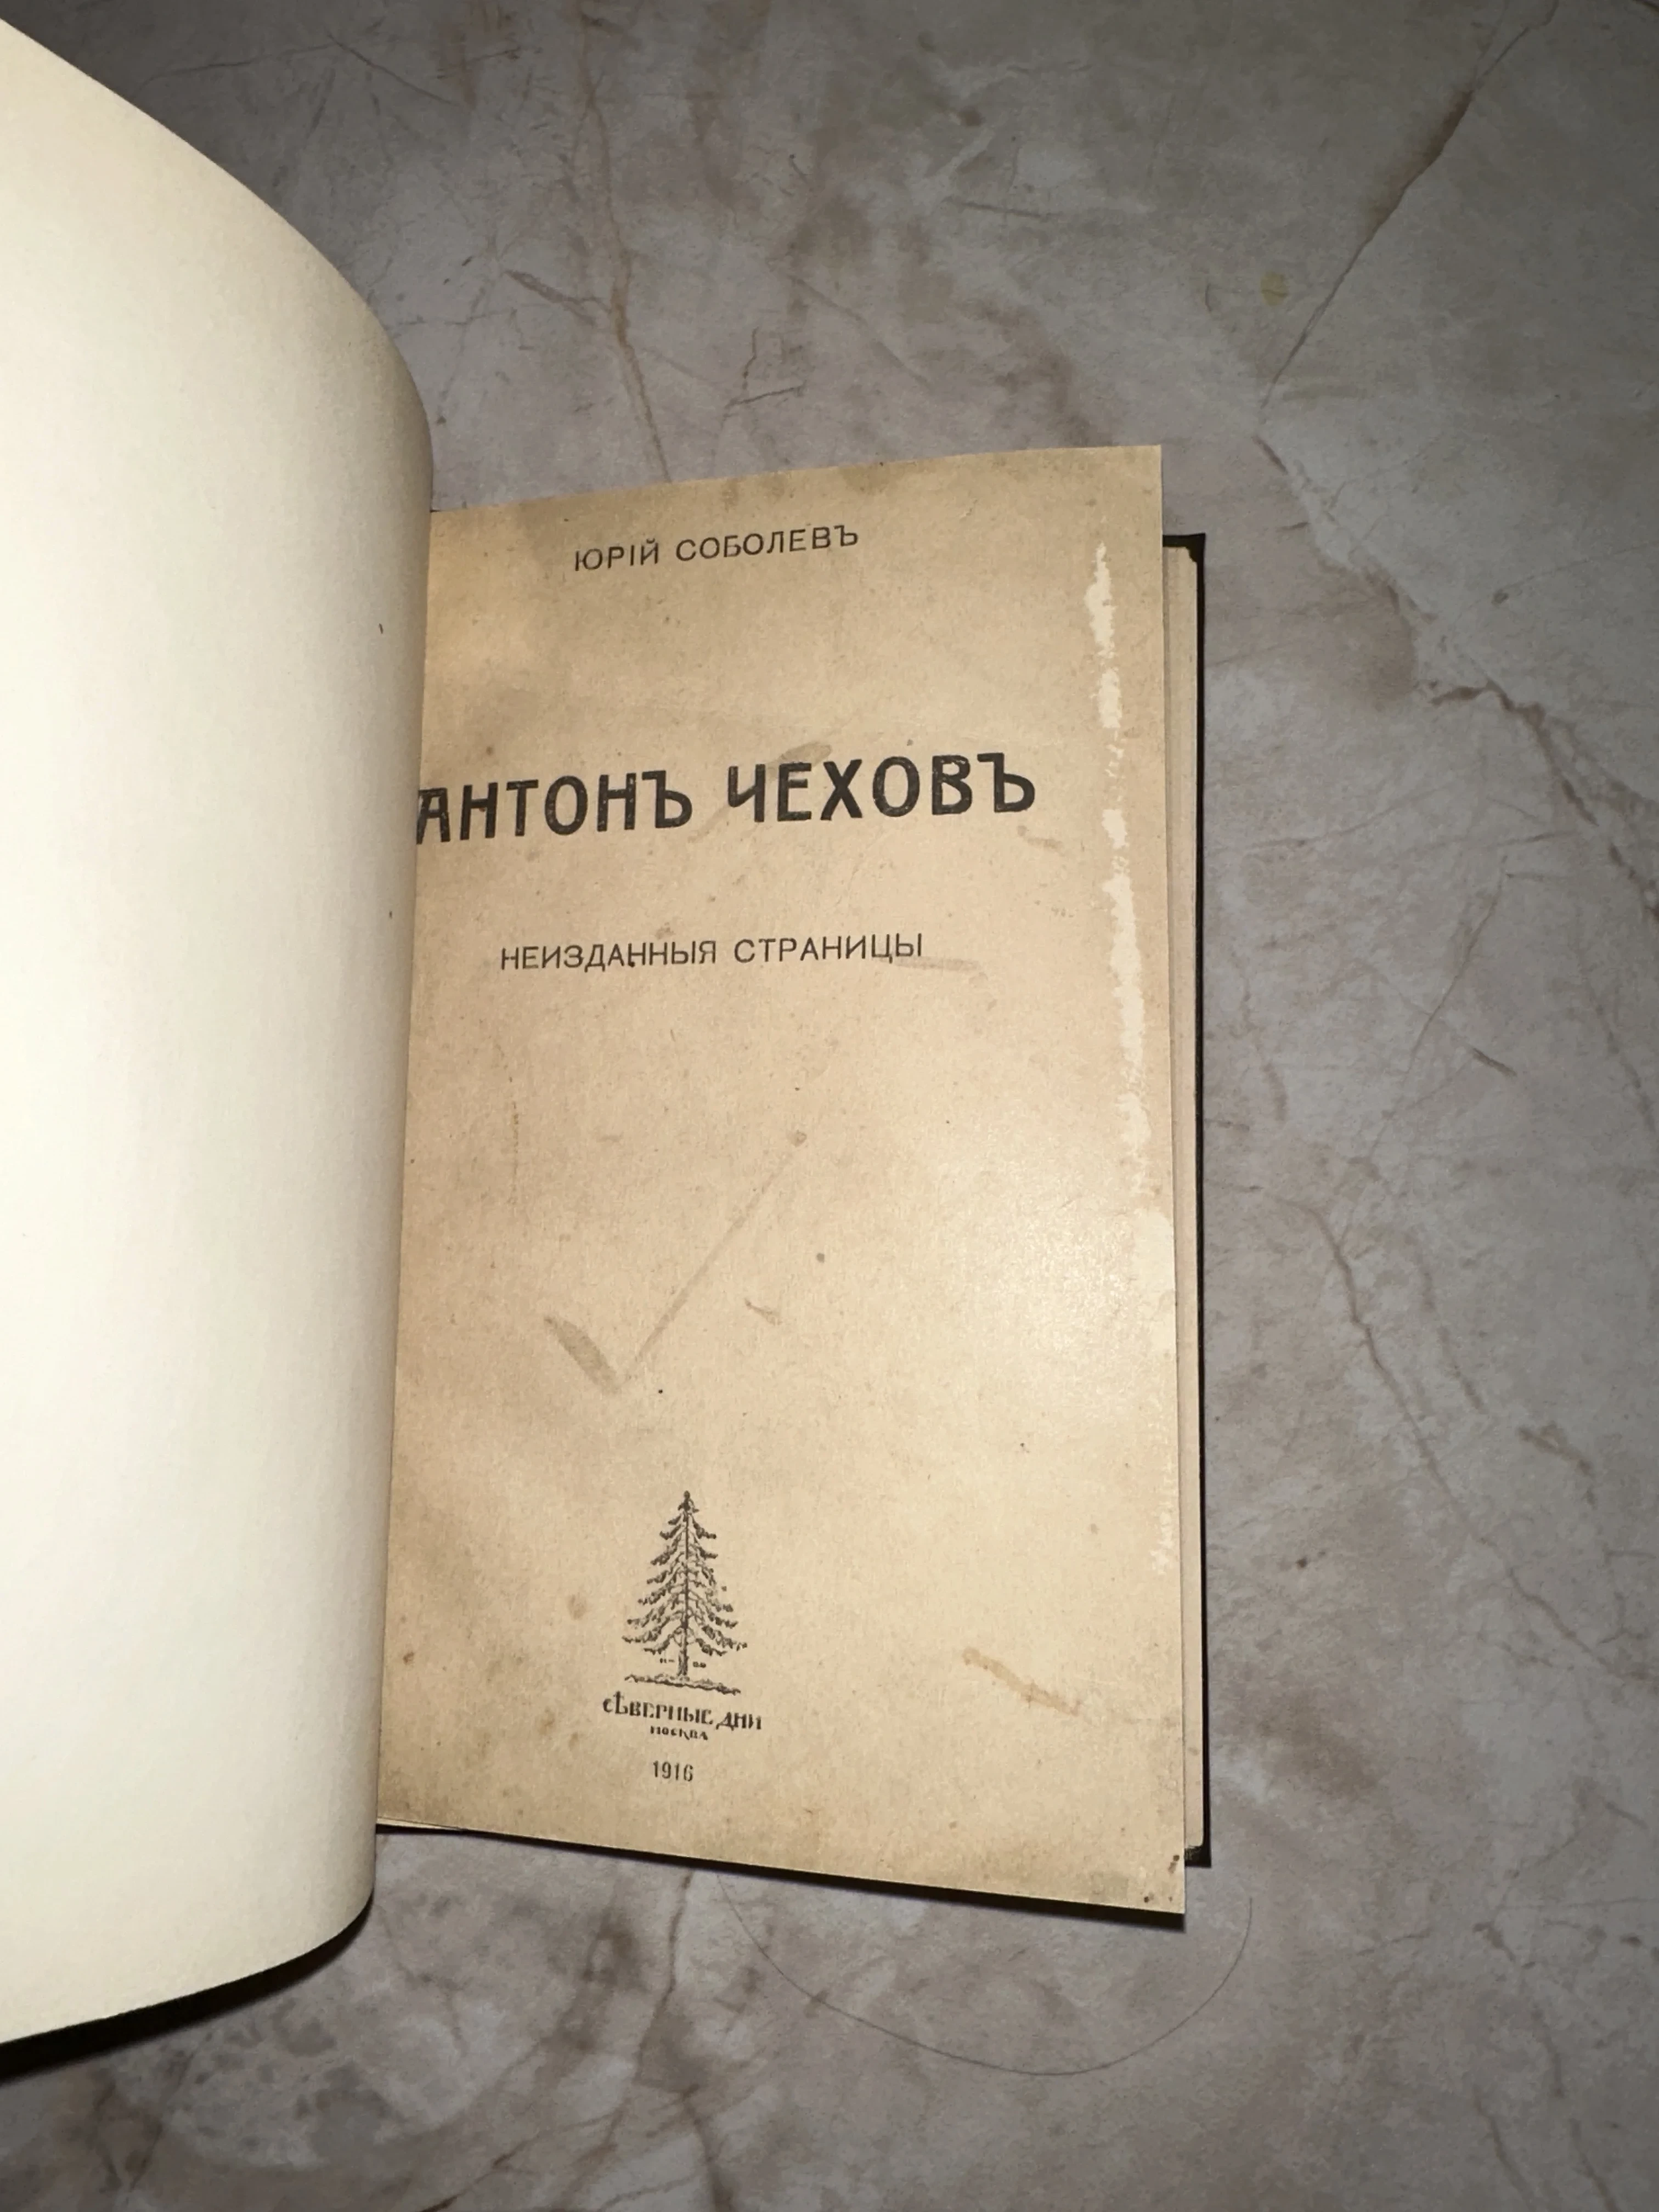 ЮРІЙ СОБОЛЕВЪ
АНТОНЪ ЧЕХОВЪ
НЕИЗДАННЫЯ СТРАНИЦЫ
СѢВЕРНЫЕ ДНИ
МОСКВА
1916